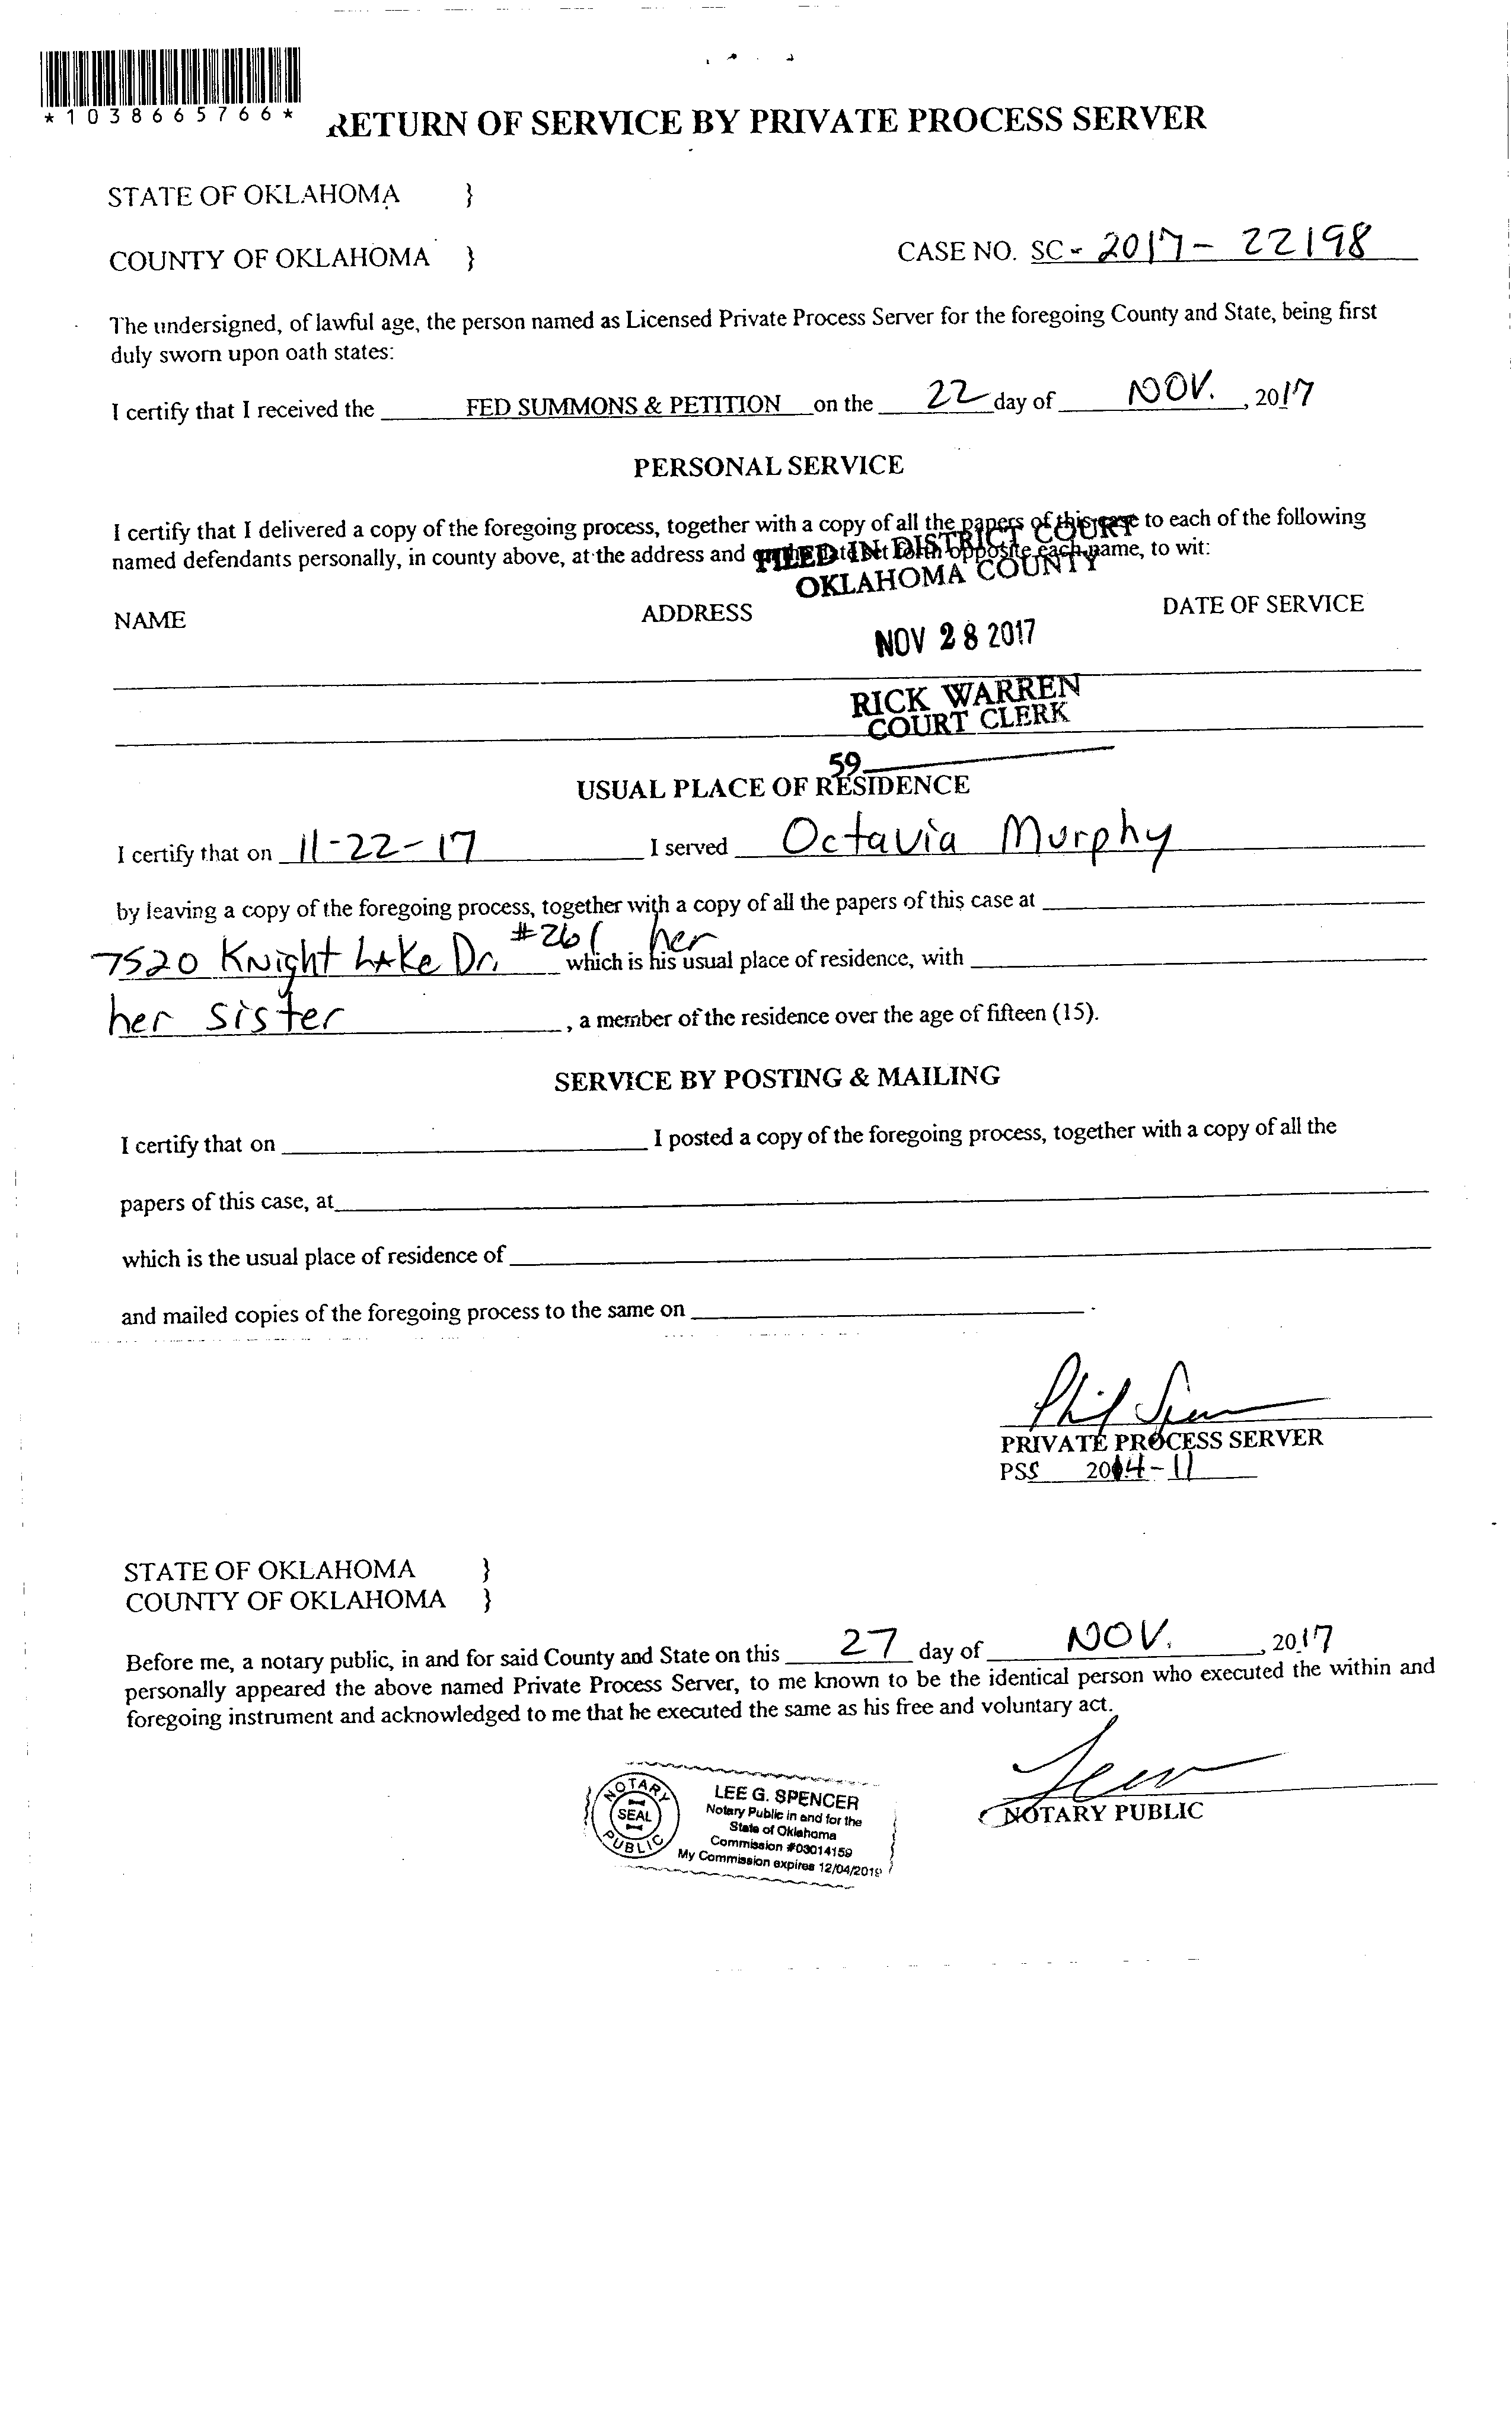 *1038665766*
RETURN OF SERVICE BY PRIVATE PROCESS SERVER
STATE OF OKLAHOMA }
COUNTY OF OKLAHOMA }
CASE NO. SC - 2017 - 22198
The undersigned, of lawful age, the person named as Licensed Private Process Server for the foregoing County and State, being first
duly sworn upon oath states:
I certify that I received the FED SUMMONS & PETITION on the 22 day of NOV. , 2017
PERSONAL SERVICE
I certify that I delivered a copy of the foregoing process, together with a copy of all the papers of this case to each of the following
named defendants personally, in county above, at the address and opposite each name, to wit:
FILED IN DISTRICT COURT
OKLAHOMA COUNTY
NAME ADDRESS DATE OF SERVICE
NOV 28 2017
RICK WARREN
COURT CLERK
59
USUAL PLACE OF RESIDENCE
I certify that on 11-22-17 I served Octavia Murphy
by leaving a copy of the foregoing process, together with a copy of all the papers of this case at
7520 Knight Lake Dr. #261 which is his her usual place of residence, with
her sister , a member of the residence over the age of fifteen (15).
SERVICE BY POSTING & MAILING
I certify that on I posted a copy of the foregoing process, together with a copy of all the
papers of this case, at
which is the usual place of residence of
and mailed copies of the foregoing process to the same on .
PRIVATE PROCESS SERVER
PSS 2014-11
STATE OF OKLAHOMA }
COUNTY OF OKLAHOMA }
Before me, a notary public, in and for said County and State on this 27 day of NOV. , 2017
personally appeared the above named Private Process Server, to me known to be the identical person who executed the within and
foregoing instrument and acknowledged to me that he executed the same as his free and voluntary act.
NOTARY PUBLIC
SEAL
LEE G. SPENCER
Notary Public in and for the
State of Oklahoma
Commission #03014159
My Commission expires 12/04/2019
NOTARY PUBLIC